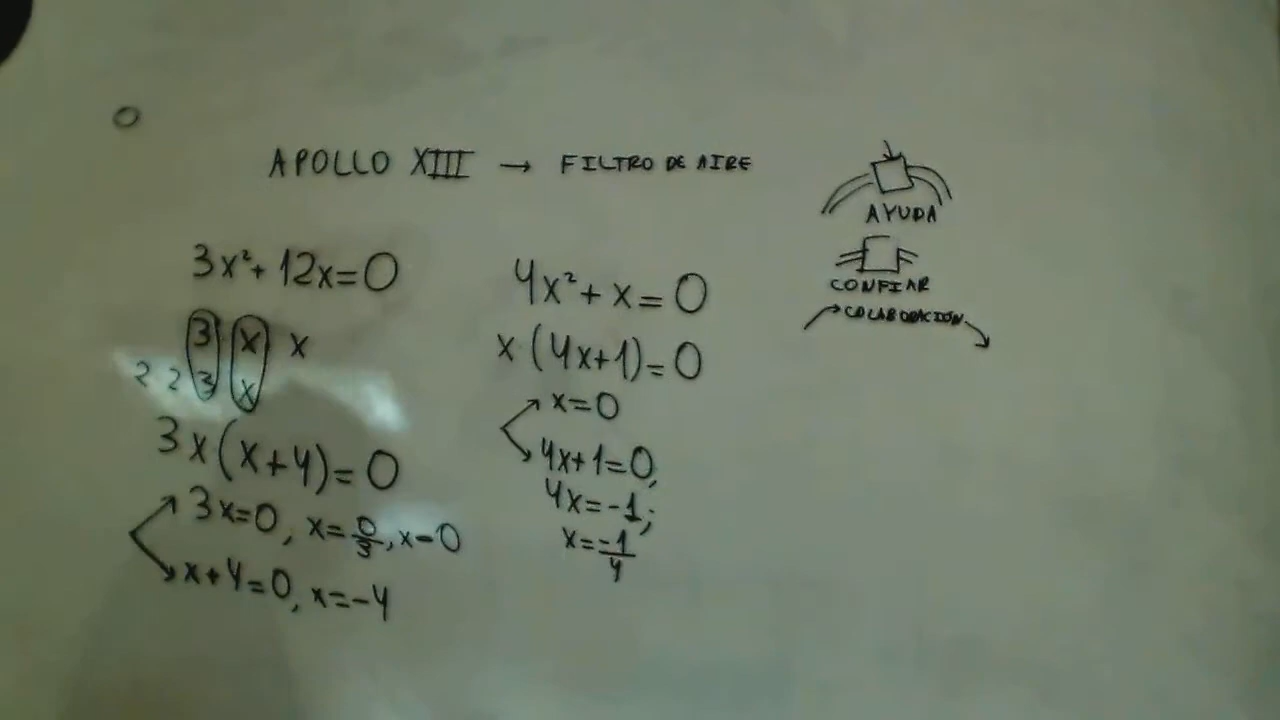 APOLLO XIII → FILTRO DE AIRE
3x²+ 12x=0
3 x x
2 2 3 x
3x(x+4)=0
3x=0, x=0/3, x=0
x+4=0, x=-4
4x²+x=0
x(4x+1)=0
x=0
4x+1=0,
4x=-1;
x=-1/4
AYUDA
CONFIAR
COLABORACIÓN